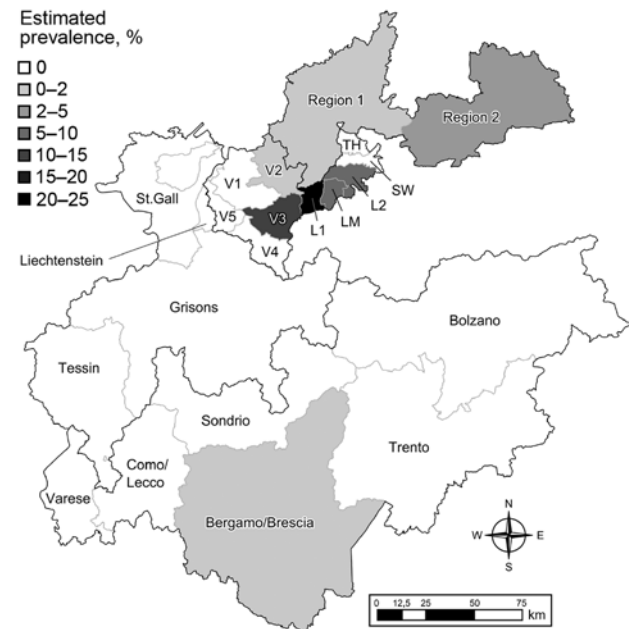 Estimated
prevalence, %
0
0–2
2–5
5–10
10–15
15–20
20–25
Region 1
Region 2
TH
V2
V1
St.Gall
SW
L2
V5
V3
L1
LM
V4
Liechtenstein
Grisons
Bolzano
Tessin
Sondrio
Trento
Como/
Lecco
Varese
Bergamo/Brescia
N
W E
S
0 12,5 25 50 75
km